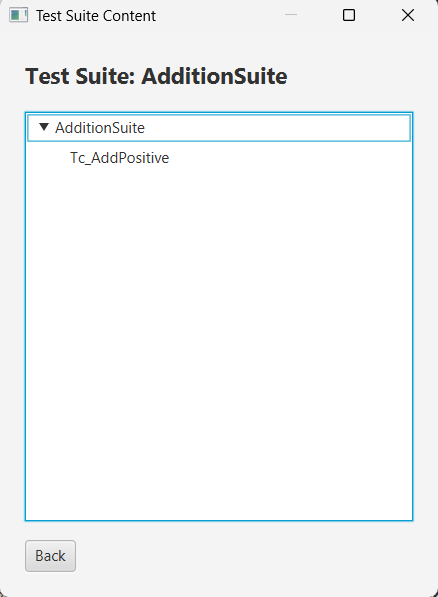 Test Suite Content
Test Suite: AdditionSuite
AdditionSuite
Tc_AddPositive
Back